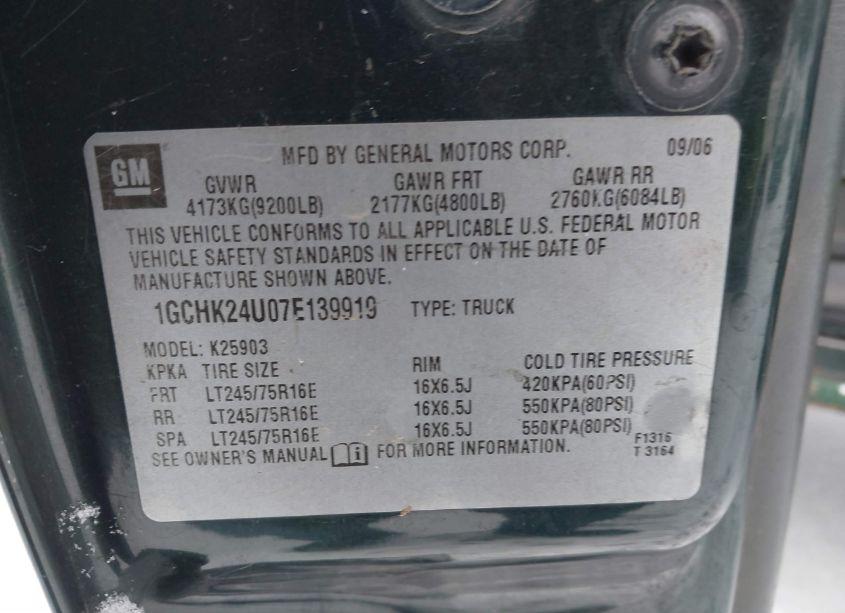 GM
MFD BY GENERAL MOTORS CORP. 09/06
GVWR GAWR FRT GAWR RR
4173KG(9200LB) 2177KG(4800LB) 2760KG(6084LB)
THIS VEHICLE CONFORMS TO ALL APPLICABLE U.S. FEDERAL MOTOR
VEHICLE SAFETY STANDARDS IN EFFECT ON THE DATE OF
MANUFACTURE SHOWN ABOVE.
1GCHK24U07E139919 TYPE: TRUCK
MODEL: K25903
KPKA TIRE SIZE RIM COLD TIRE PRESSURE
FRT LT245/75R16E 16X6.5J 420KPA(60PSI)
RR LT245/75R16E 16X6.5J 550KPA(80PSI)
SPA LT245/75R16E 16X6.5J 550KPA(80PSI)
SEE OWNER'S MANUAL i FOR MORE INFORMATION.
F1316
T 3164